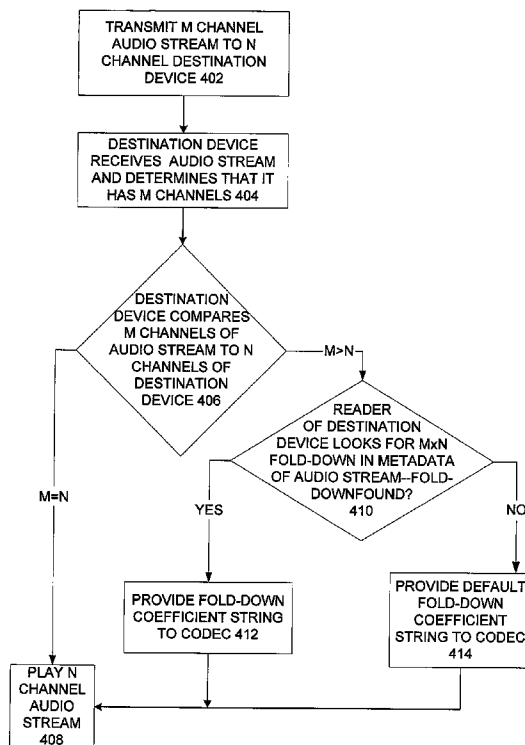 TRANSMIT M CHANNEL
AUDIO STREAM TO N
CHANNEL DESTINATION
DEVICE 402
DESTINATION DEVICE
RECEIVES AUDIO STREAM
AND DETERMINES THAT IT
HAS M CHANNELS 404
DESTINATION
DEVICE COMPARES
M CHANNELS OF
AUDIO STREAM TO N
CHANNELS OF
DESTINATION
DEVICE 406
M>N
READER
OF DESTINATION
DEVICE LOOKS FOR MxN
FOLD-DOWN IN METADATA
OF AUDIO STREAM--FOLD-
DOWNFOUND?
410
M=N
YES
NO
PROVIDE FOLD-DOWN
COEFFICIENT STRING
TO CODEC 412
PROVIDE DEFAULT
FOLD-DOWN
COEFFICIENT
STRING TO CODEC
414
PLAY N
CHANNEL
AUDIO
STREAM
408